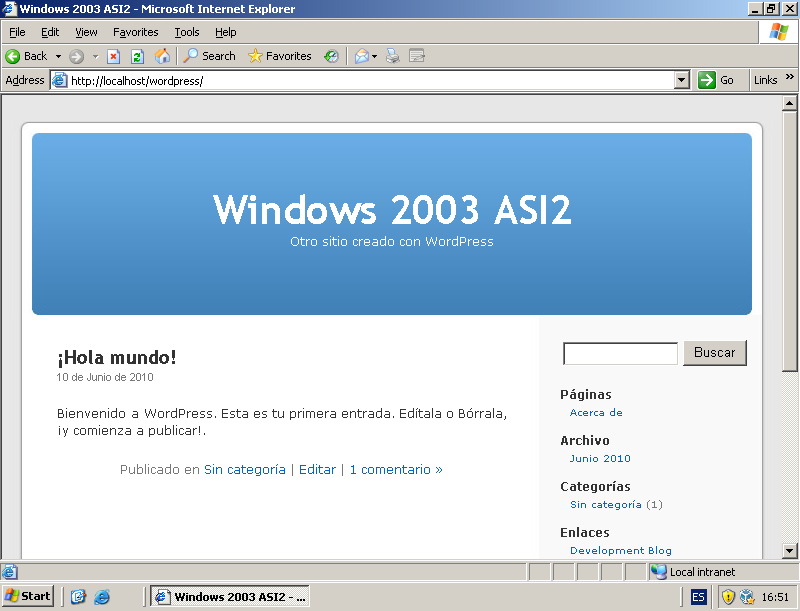 Windows 2003 ASI2 - Microsoft Internet Explorer
File Edit View Favorites Tools Help
Back Search Favorites
Address http://localhost/wordpress/ Go Links »
Windows 2003 ASI2
Otro sitio creado con WordPress
¡Hola mundo!
10 de Junio de 2010
Bienvenido a WordPress. Esta es tu primera entrada. Edítala o Bórrala,
¡y comienza a publicar!.
Publicado en Sin categoría | Editar | 1 comentario »
Buscar
Páginas
Acerca de
Archivo
Junio 2010
Categorías
Sin categoría (1)
Enlaces
Development Blog
Local intranet
Start Windows 2003 ASI2 - ... ES 16:51